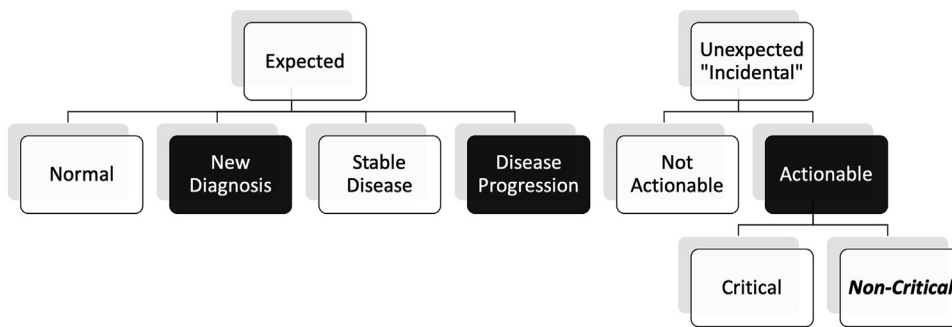 Expected
Unexpected
"Incidental"
Normal
New
Diagnosis
Stable
Disease
Disease
Progression
Not
Actionable
Actionable
Critical
Non-Critical